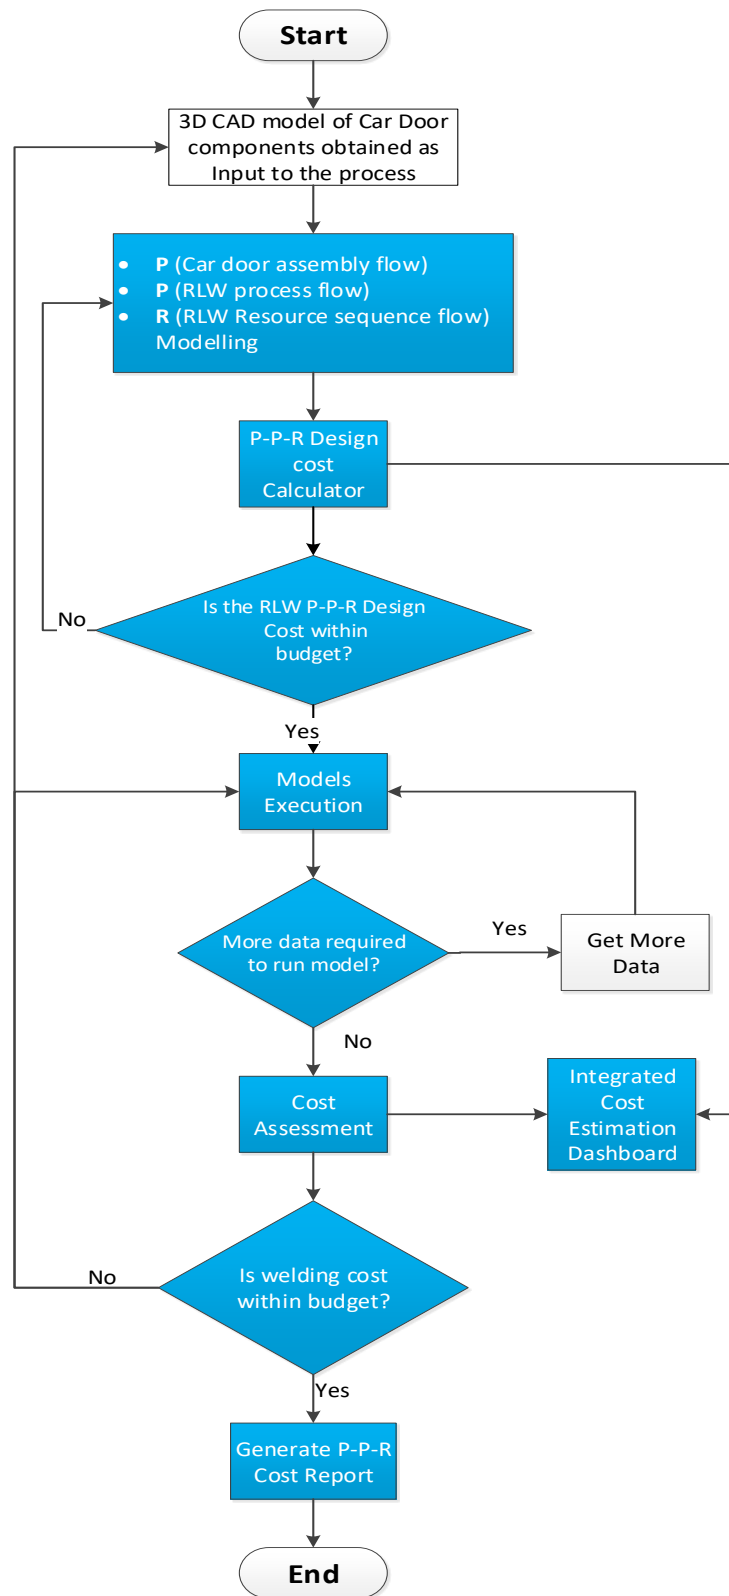 Start
3D CAD model of Car Door
components obtained as
Input to the process
• P (Car door assembly flow)
• P (RLW process flow)
• R (RLW Resource sequence flow)
Modelling
P-P-R Design
cost
Calculator
Is the RLW P-P-R Design
Cost within
budget?
No
Yes
Models
Execution
More data required
to run model?
Yes
Get More
Data
No
Cost
Assessment
Integrated
Cost
Estimation
Dashboard
Is welding cost
within budget?
No
Yes
Generate P-P-R
Cost Report
End